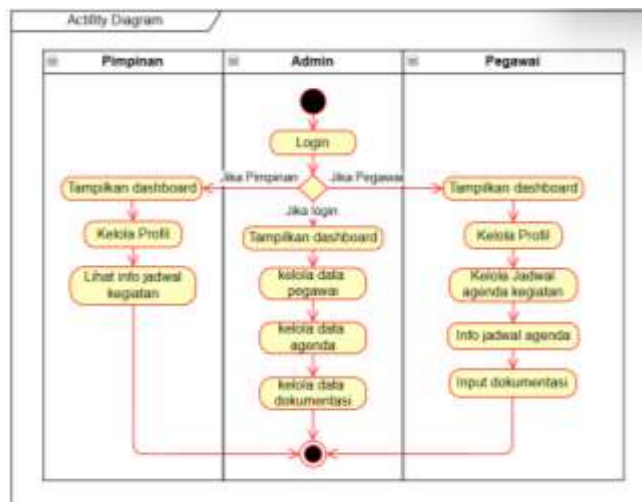 Actifity Diagram
Pimpinan
Admin
Pegawai
Login
Jika Pimpinan
Jika Pegawai
Jika login
Tampilkan dashboard
Kelola Profil
Lihat info jadwal
kegiatan
Tampilkan dashboard
kelola data
pegawai
kelola data
agenda
kelola data
dokumentasi
Tampilkan dashboard
Kelola Profil
Kelola Jadwal
agenda kegiatan
Info jadwal agenda
Input dokumentasi